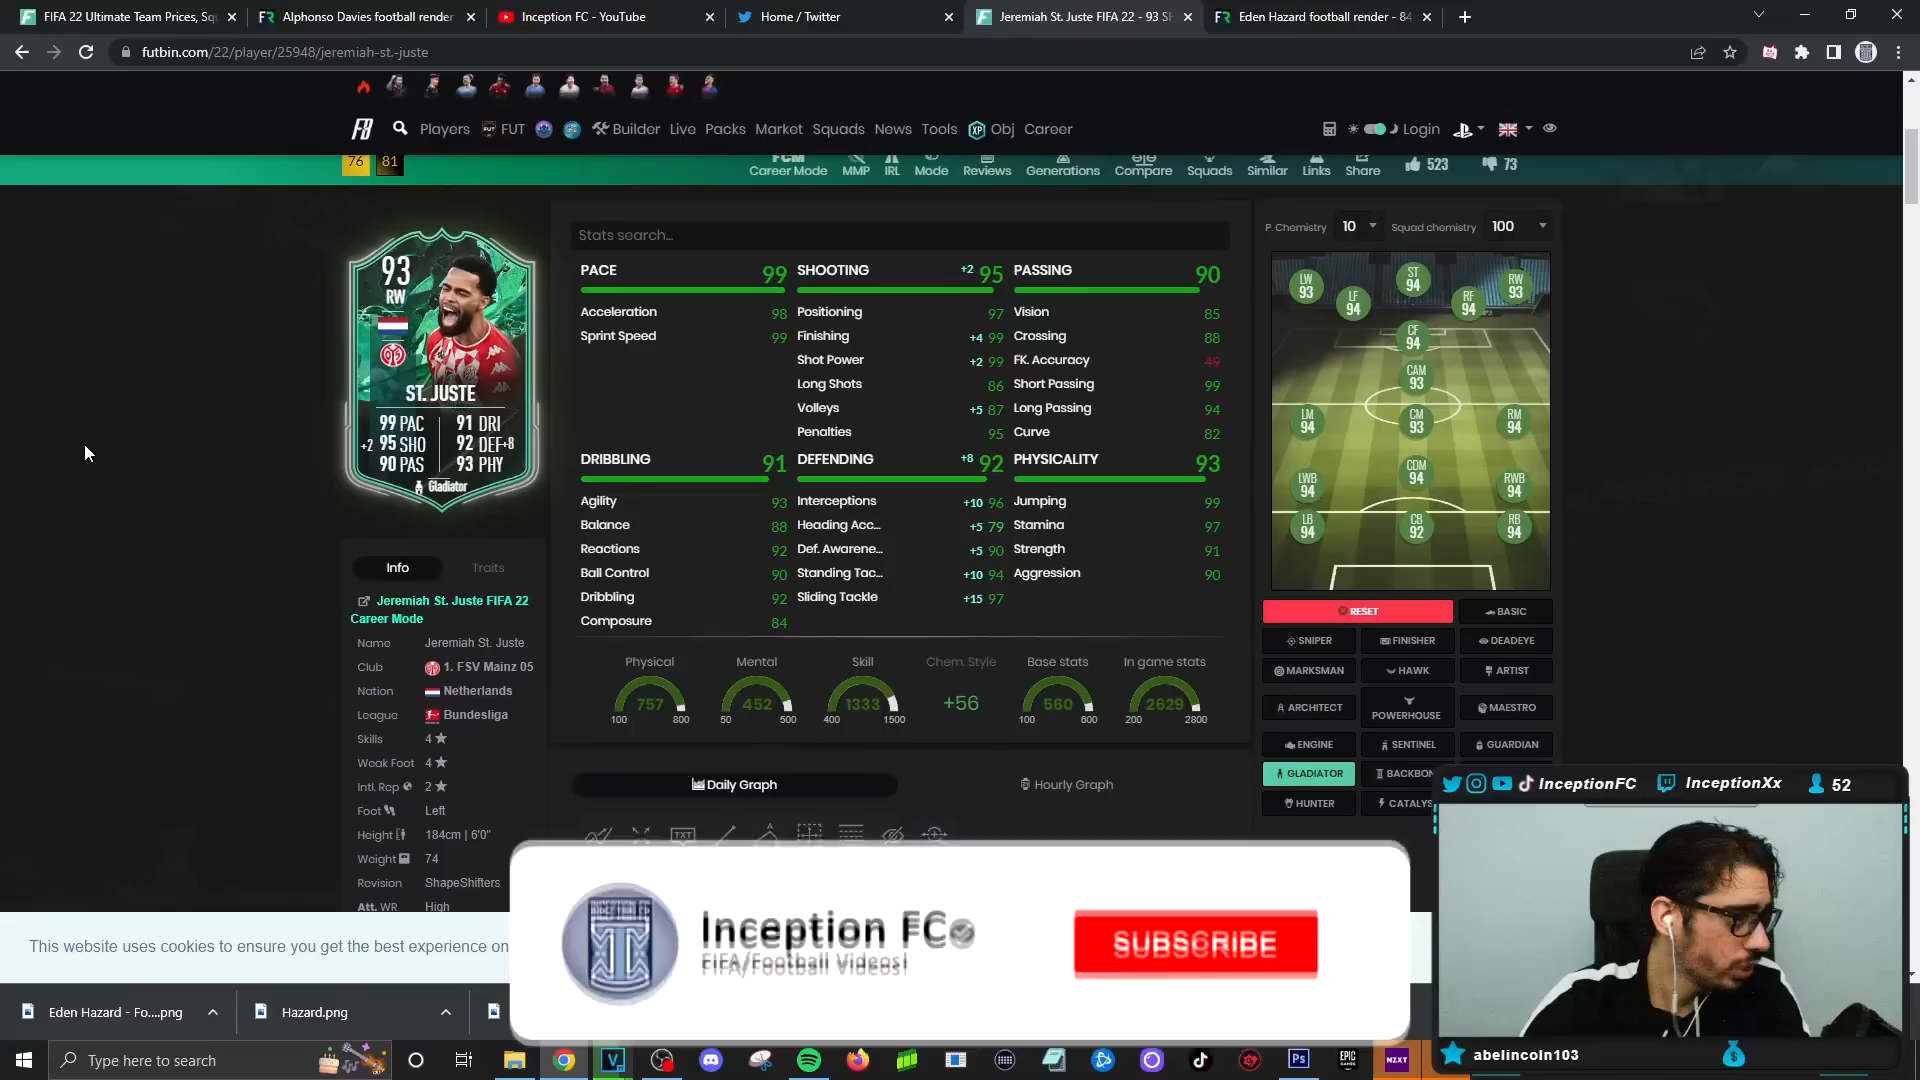 FIFA 22 Ultimate Team Prices, Sq
Alphonso Davies football render
Inception FC - YouTube
Home / Twitter
Jeremiah St. Juste FIFA 22 - 93 S
Eden Hazard football render - 84
futbin.com/22/player/25948/jeremiah-st.-juste
Players FUT Builder Live Packs Market Squads News Tools XP Obj Career Login
76 81
Career Mode MMP IRL Mode Reviews Generations Compare Squads Similar Links Share 523 73
Stats search...
P. Chemistry 10 Squad chemistry 100
93
RW
ST. JUSTE
99 PAC 91 DRI
+2 95 SHO 92 DEF+8
90 PAS 93 PHY
Gladiator
PACE 99
Acceleration 98
Sprint Speed 99
SHOOTING +2 95
Positioning 97
Finishing +4 99
Shot Power +2 99
Long Shots 86
Volleys +5 87
Penalties 95
PASSING 90
Vision 85
Crossing 88
FK. Accuracy 49
Short Passing 99
Long Passing 94
Curve 82
DRIBBLING 91
Agility 93
Balance 88
Reactions 92
Ball Control 90
Dribbling 92
Composure 84
DEFENDING +8 92
Interceptions +10 96
Heading Acc... +5 79
Def. Awarene... +5 90
Standing Tac... +10 94
Sliding Tackle +15 97
PHYSICALITY 93
Jumping 99
Stamina 97
Strength 91
Aggression 90
Physical Mental Skill Chem. Style Base stats In game stats
757 452 1333 +56 560 2629
100 800 50 500 400 1500 100 600 200 2800
LW 93
ST 94
RW 93
LF 94
RF 94
CF 94
CAM 93
LM 94
CM 93
RM 94
CDM 94
LWB 94
RWB 94
LB 94
CB 92
RB 94
RESET BASIC
SNIPER FINISHER DEADEYE
MARKSMAN HAWK ARTIST
ARCHITECT POWERHOUSE MAESTRO
ENGINE SENTINEL GUARDIAN
GLADIATOR BACKBON
HUNTER CATALYS
Info Traits
Jeremiah St. Juste FIFA 22
Career Mode
Name Jeremiah St. Juste
Club 1. FSV Mainz 05
Nation Netherlands
League Bundesliga
Skills 4
Weak Foot 4
Intl. Rep 2
Foot Left
Height 184cm | 6'0"
Weight 74
Revision ShapeShifters
Att. WR High
Daily Graph Hourly Graph
TXT
This website uses cookies to ensure you get the best experience on
Inception FC
FIFA/Football Videos!
SUBSCRIBE
InceptionFC InceptionXx 52
abelincoln103
Eden Hazard - Fo....png
Hazard.png
Type here to search
Ps
EPIC GAMES
NZXT